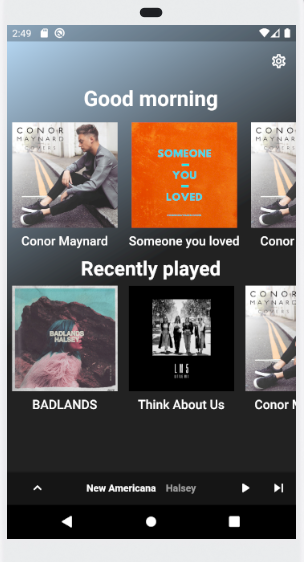 2:49
Good morning
CONOR
MAYNARD
COVERS
SOMEONE
YOU
LOVED
CONOR
MAYNARD
Conor Maynard
Someone you loved
Conor
Recently played
BADLANDS
HALSEY
LM5
CONOR
MAYNARD
COVERS
BADLANDS
Think About Us
Conor M
New Americana Halsey